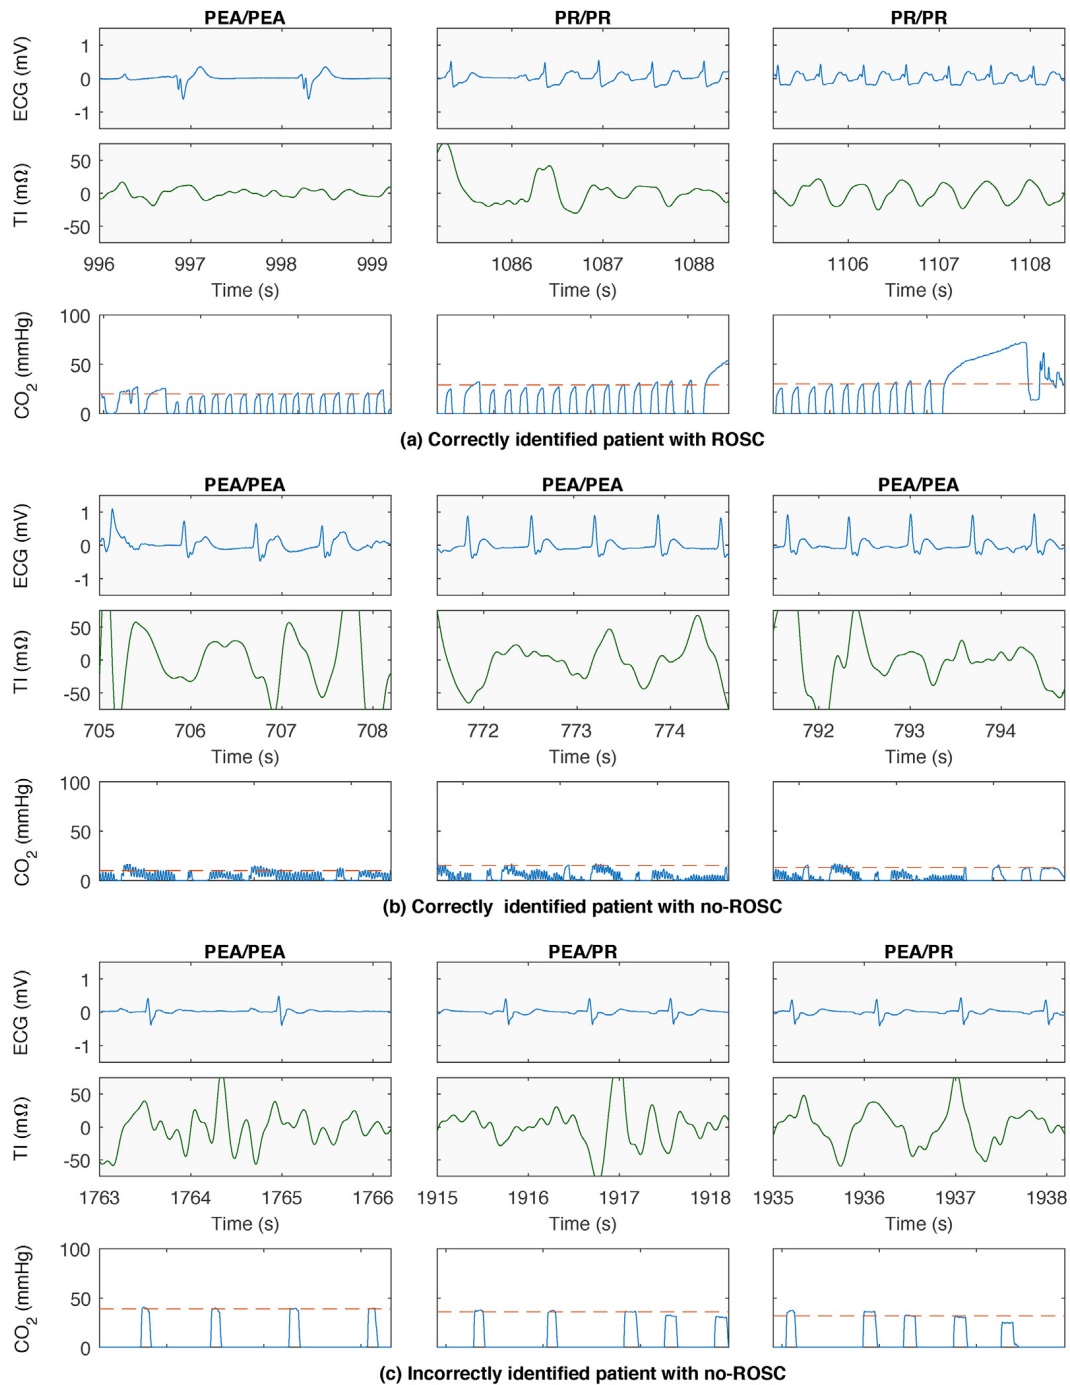 PEA/PEA PR/PR PR/PR
ECG (mV)
1
0
-1
TI (mΩ)
50
0
-50
996 997 998 999 1086 1087 1088 1106 1107 1108
Time (s) Time (s) Time (s)
CO2 (mmHg)
100
50
0
(a) Correctly identified patient with ROSC
PEA/PEA PEA/PEA PEA/PEA
ECG (mV)
1
0
-1
TI (mΩ)
50
0
-50
705 706 707 708 772 773 774 792 793 794
Time (s) Time (s) Time (s)
CO2 (mmHg)
100
50
0
(b) Correctly identified patient with no-ROSC
PEA/PEA PEA/PR PEA/PR
ECG (mV)
1
0
-1
TI (mΩ)
50
0
-50
1763 1764 1765 1766 1915 1916 1917 1918 1935 1936 1937 1938
Time (s) Time (s) Time (s)
CO2 (mmHg)
100
50
0
(c) Incorrectly identified patient with no-ROSC